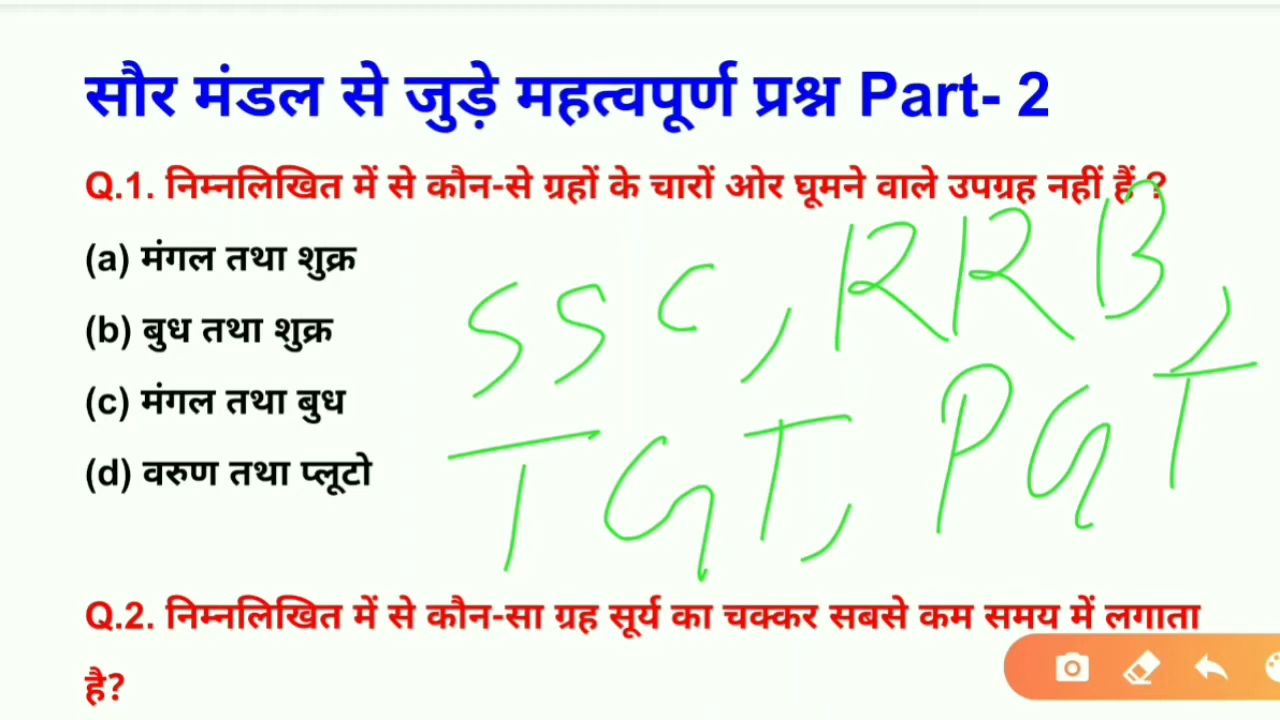 सौर मंडल से जुड़े महत्वपूर्ण प्रश्न Part- 2
Q.1. निम्नलिखित में से कौन-से ग्रहों के चारों ओर घूमने वाले उपग्रह नहीं हैं ?
(a) मंगल तथा शुक्र
(b) बुध तथा शुक्र
(c) मंगल तथा बुध
(d) वरुण तथा प्लूटो
SSC, RRB,
TGT, PGT
Q.2. निम्नलिखित में से कौन-सा ग्रह सूर्य का चक्कर सबसे कम समय में लगाता
है?